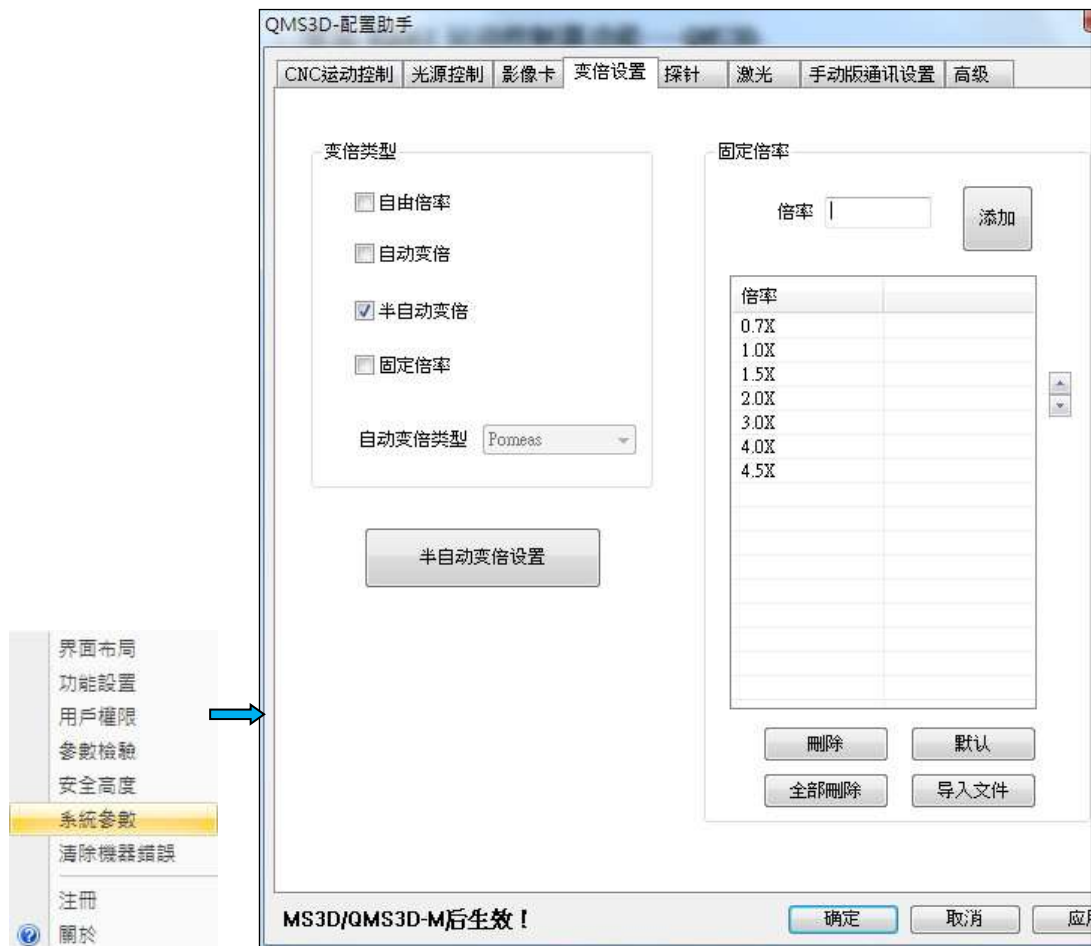 QMS3D-配置助手
CNC运动控制 光源控制 影像卡 变倍设置 探针 激光 手动版通讯设置 高级
变倍类型
自由倍率
自动变倍
半自动变倍
固定倍率
自动变倍类型 Pomeas
半自动变倍设置
固定倍率
倍率 添加
倍率
0.7X
1.0X
1.5X
2.0X
3.0X
4.0X
4.5X
刪除 默认
全部刪除 导入文件
MS3D/QMS3D-M后生效！
确定 取消 应用
界面布局
功能設置
用戶權限
參數檢驗
安全高度
系統參數
清除機器錯誤
注冊
關於